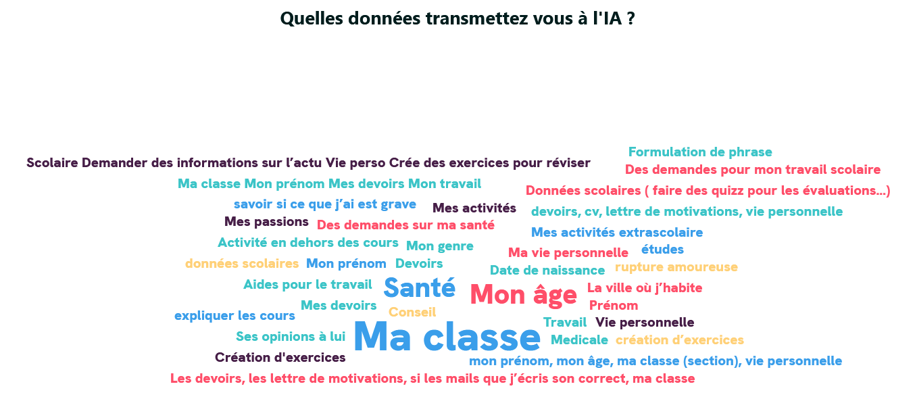 Quelles données transmettez vous à l'IA ?
Formulation de phrase
Scolaire Demander des informations sur l’actu Vie perso Crée des exercices pour réviser
Des demandes pour mon travail scolaire
Ma classe Mon prénom Mes devoirs Mon travail
Données scolaires ( faire des quizz pour les évaluations...)
savoir si ce que j’ai est grave
Mes activités
devoirs, cv, lettre de motivations, vie personnelle
Mes passions
Des demandes sur ma santé
Mes activités extrascolaire
Activité en dehors des cours
Mon genre
Ma vie personnelle
études
données scolaires
Mon prénom
Devoirs
Date de naissance
rupture amoureuse
Aides pour le travail
Santé
Mon âge
La ville où j’habite
Mes devoirs
Prénom
expliquer les cours
Conseil
Travail
Vie personnelle
Ses opinions à lui
Ma classe
Medicale
création d’exercices
Création d'exercices
mon prénom, mon âge, ma classe (section), vie personnelle
Les devoirs, les lettre de motivations, si les mails que j’écris son correct, ma classe